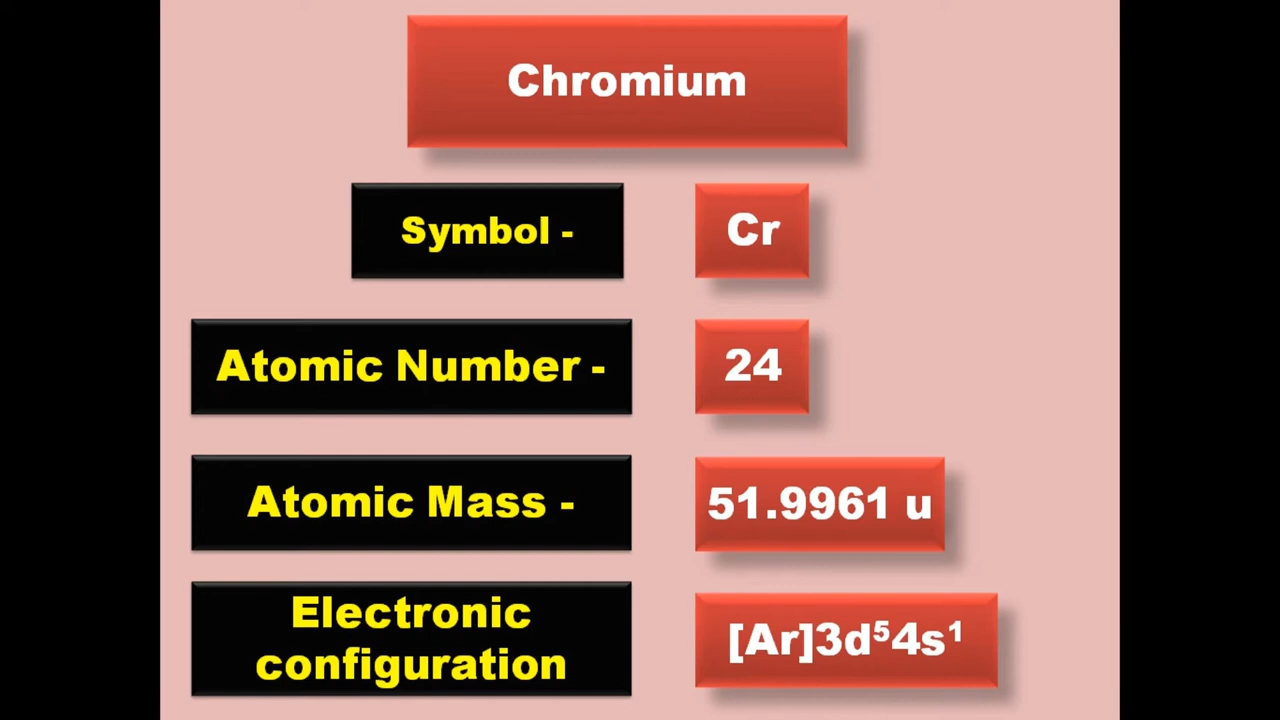 Chromium
Symbol - Cr
Atomic Number - 24
Atomic Mass - 51.9961 u
Electronic
configuration
[Ar]3d⁵4s¹